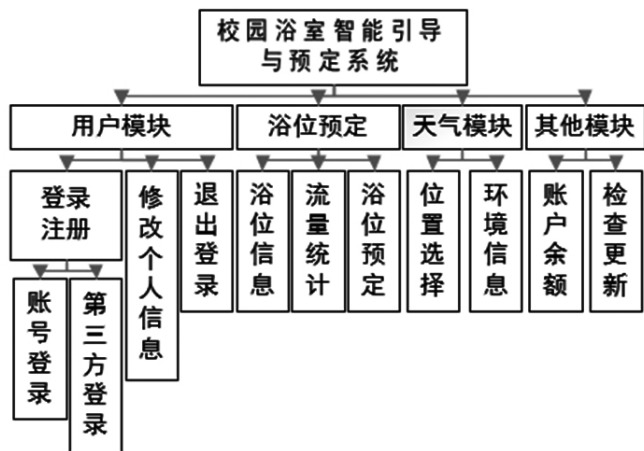 校园浴室智能引导
与预定系统
用户模块
浴位预定
天气模块
其他模块
登录
注册
修改个人信息
退出登录
浴位信息
流量统计
浴位预定
位置选择
环境信息
账户余额
检查更新
账号登录
第三方登录